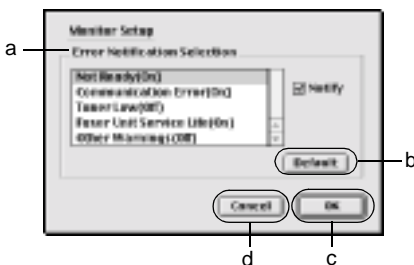 Monitor Setup
a
Error Notification Selection
Not Ready(On)
Communication Error(On)
Toner Low(Off)
Fuser Unit Service Life(On)
Other Warnings(Off)
Notify
Default
b
Cancel
OK
d
c